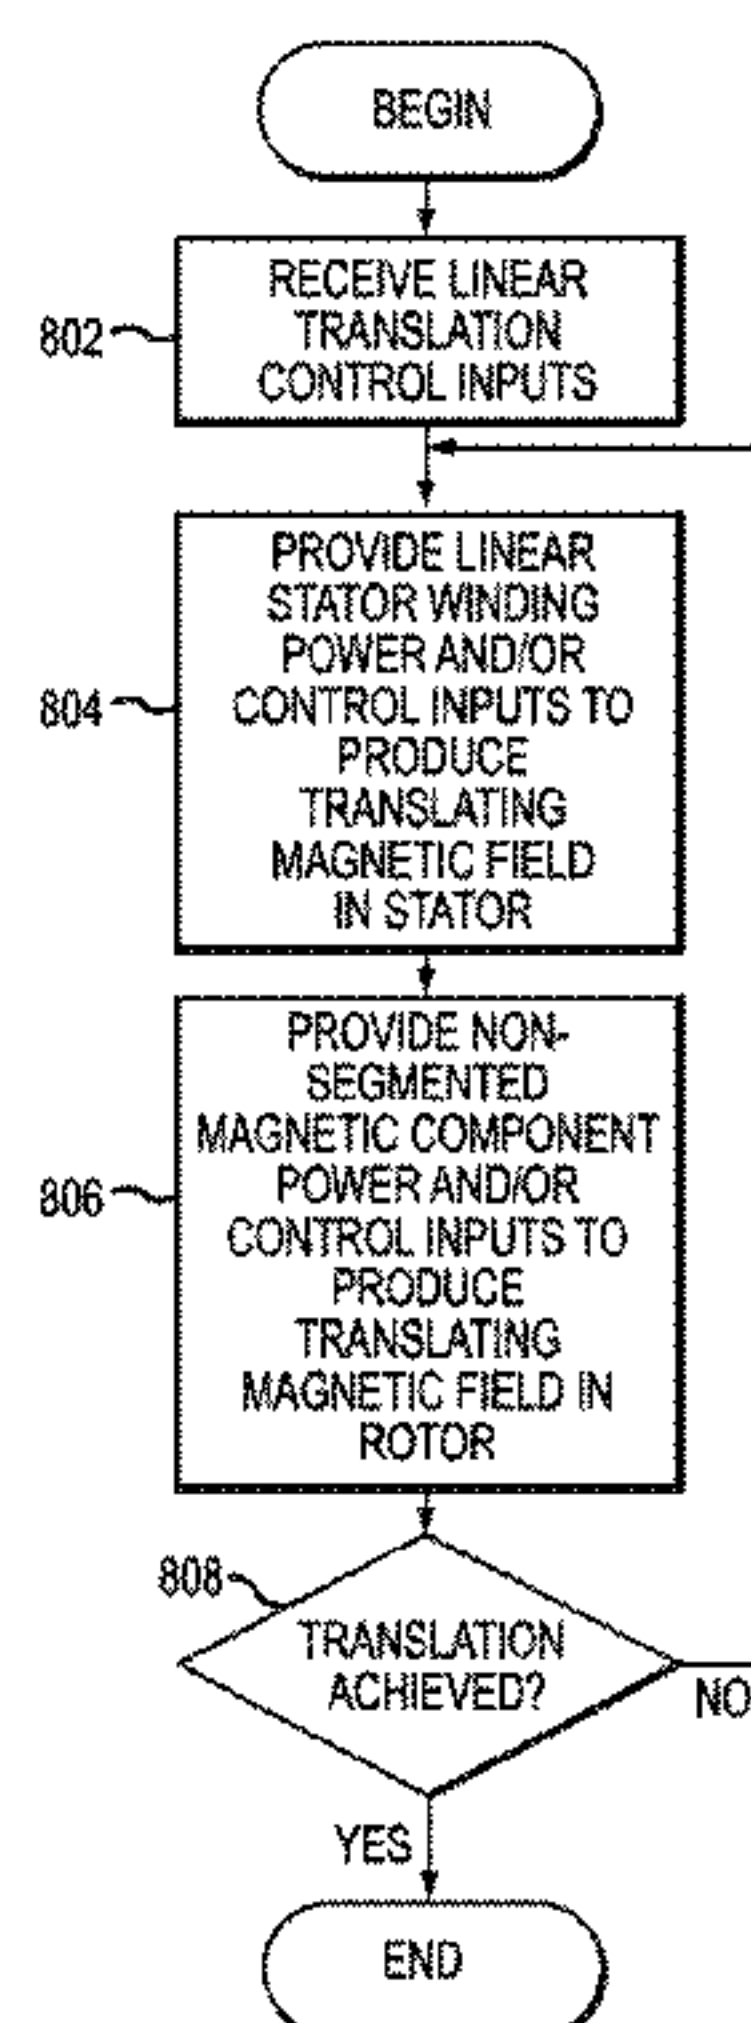 BEGIN
802
RECEIVE LINEAR
TRANSLATION
CONTROL INPUTS
804
PROVIDE LINEAR
STATOR WINDING
POWER AND/OR
CONTROL INPUTS TO
PRODUCE
TRANSLATING
MAGNETIC FIELD
IN STATOR
806
PROVIDE NON-
SEGMENTED
MAGNETIC COMPONENT
POWER AND/OR
CONTROL INPUTS TO
PRODUCE
TRANSLATING
MAGNETIC FIELD IN
ROTOR
808
TRANSLATION
ACHIEVED?
NO
YES
END